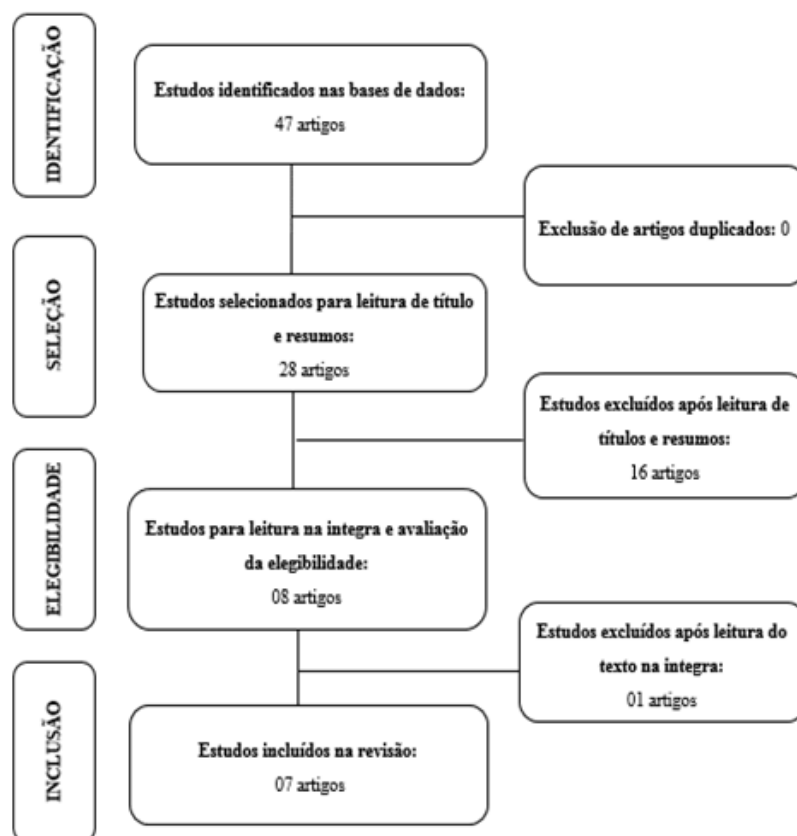 IDENTIFICAÇÃO
Estudos identificados nas bases de dados:
47 artigos
Exclusão de artigos duplicados: 0
SELEÇÃO
Estudos selecionados para leitura de título
e resumos:
28 artigos
Estudos excluídos após leitura de
títulos e resumos:
16 artigos
ELEGIBILIDADE
Estudos para leitura na integra e avaliação
da elegibilidade:
08 artigos
Estudos excluídos após leitura do
texto na integra:
01 artigos
INCLUSÃO
Estudos incluídos na revisão:
07 artigos